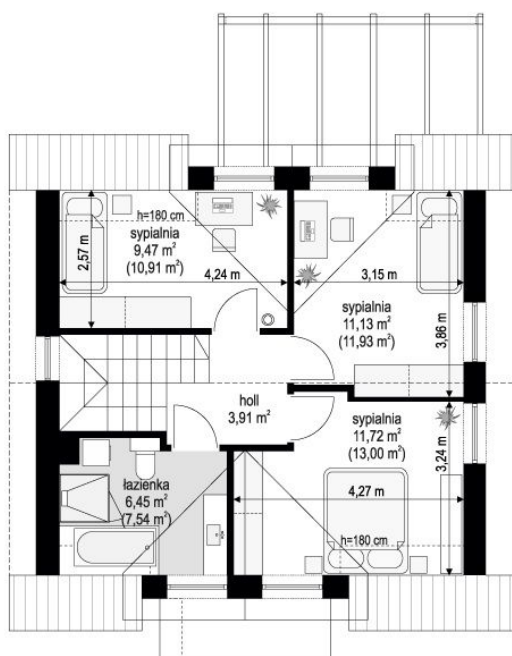 h=180 cm
sypialnia
9,47 m²
(10,91 m²)
2,57 m
4,24 m
3,15 m
sypialnia
11,13 m²
(11,93 m²)
3,86 m
holl
3,91 m²
sypialnia
11,72 m²
(13,00 m²)
3,24 m
łazienka
6,45 m²
(7,54 m²)
4,27 m
h=180 cm